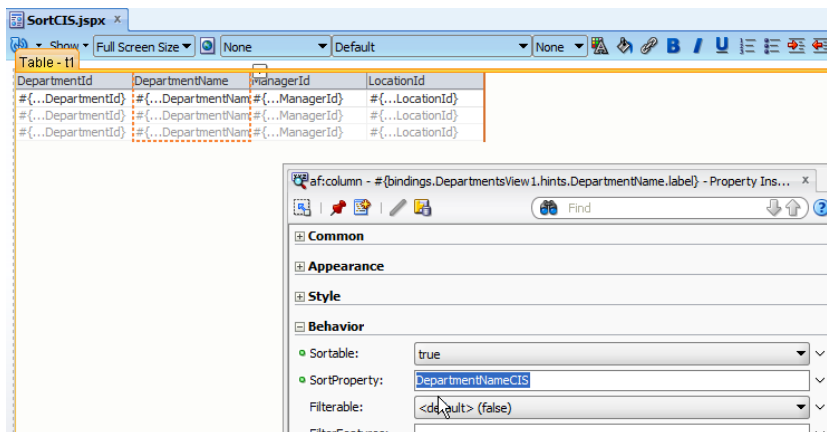 SortCIS.jspx x
Show Full Screen Size None Default None B I U
Table - t1
DepartmentId DepartmentName ManagerId LocationId
#{...DepartmentId} #{...DepartmentNam #{...ManagerId} #{...LocationId}
#{...DepartmentId} #{...DepartmentNam #{...ManagerId} #{...LocationId}
#{...DepartmentId} #{...DepartmentNam #{...ManagerId} #{...LocationId}
af:column - #{bindings.DepartmentsView1.hints.DepartmentName.label} - Property Ins... x
Find ?
Common
Appearance
Style
Behavior
Sortable: true
SortProperty: DepartmentNameCIS
Filterable: <default> (false)